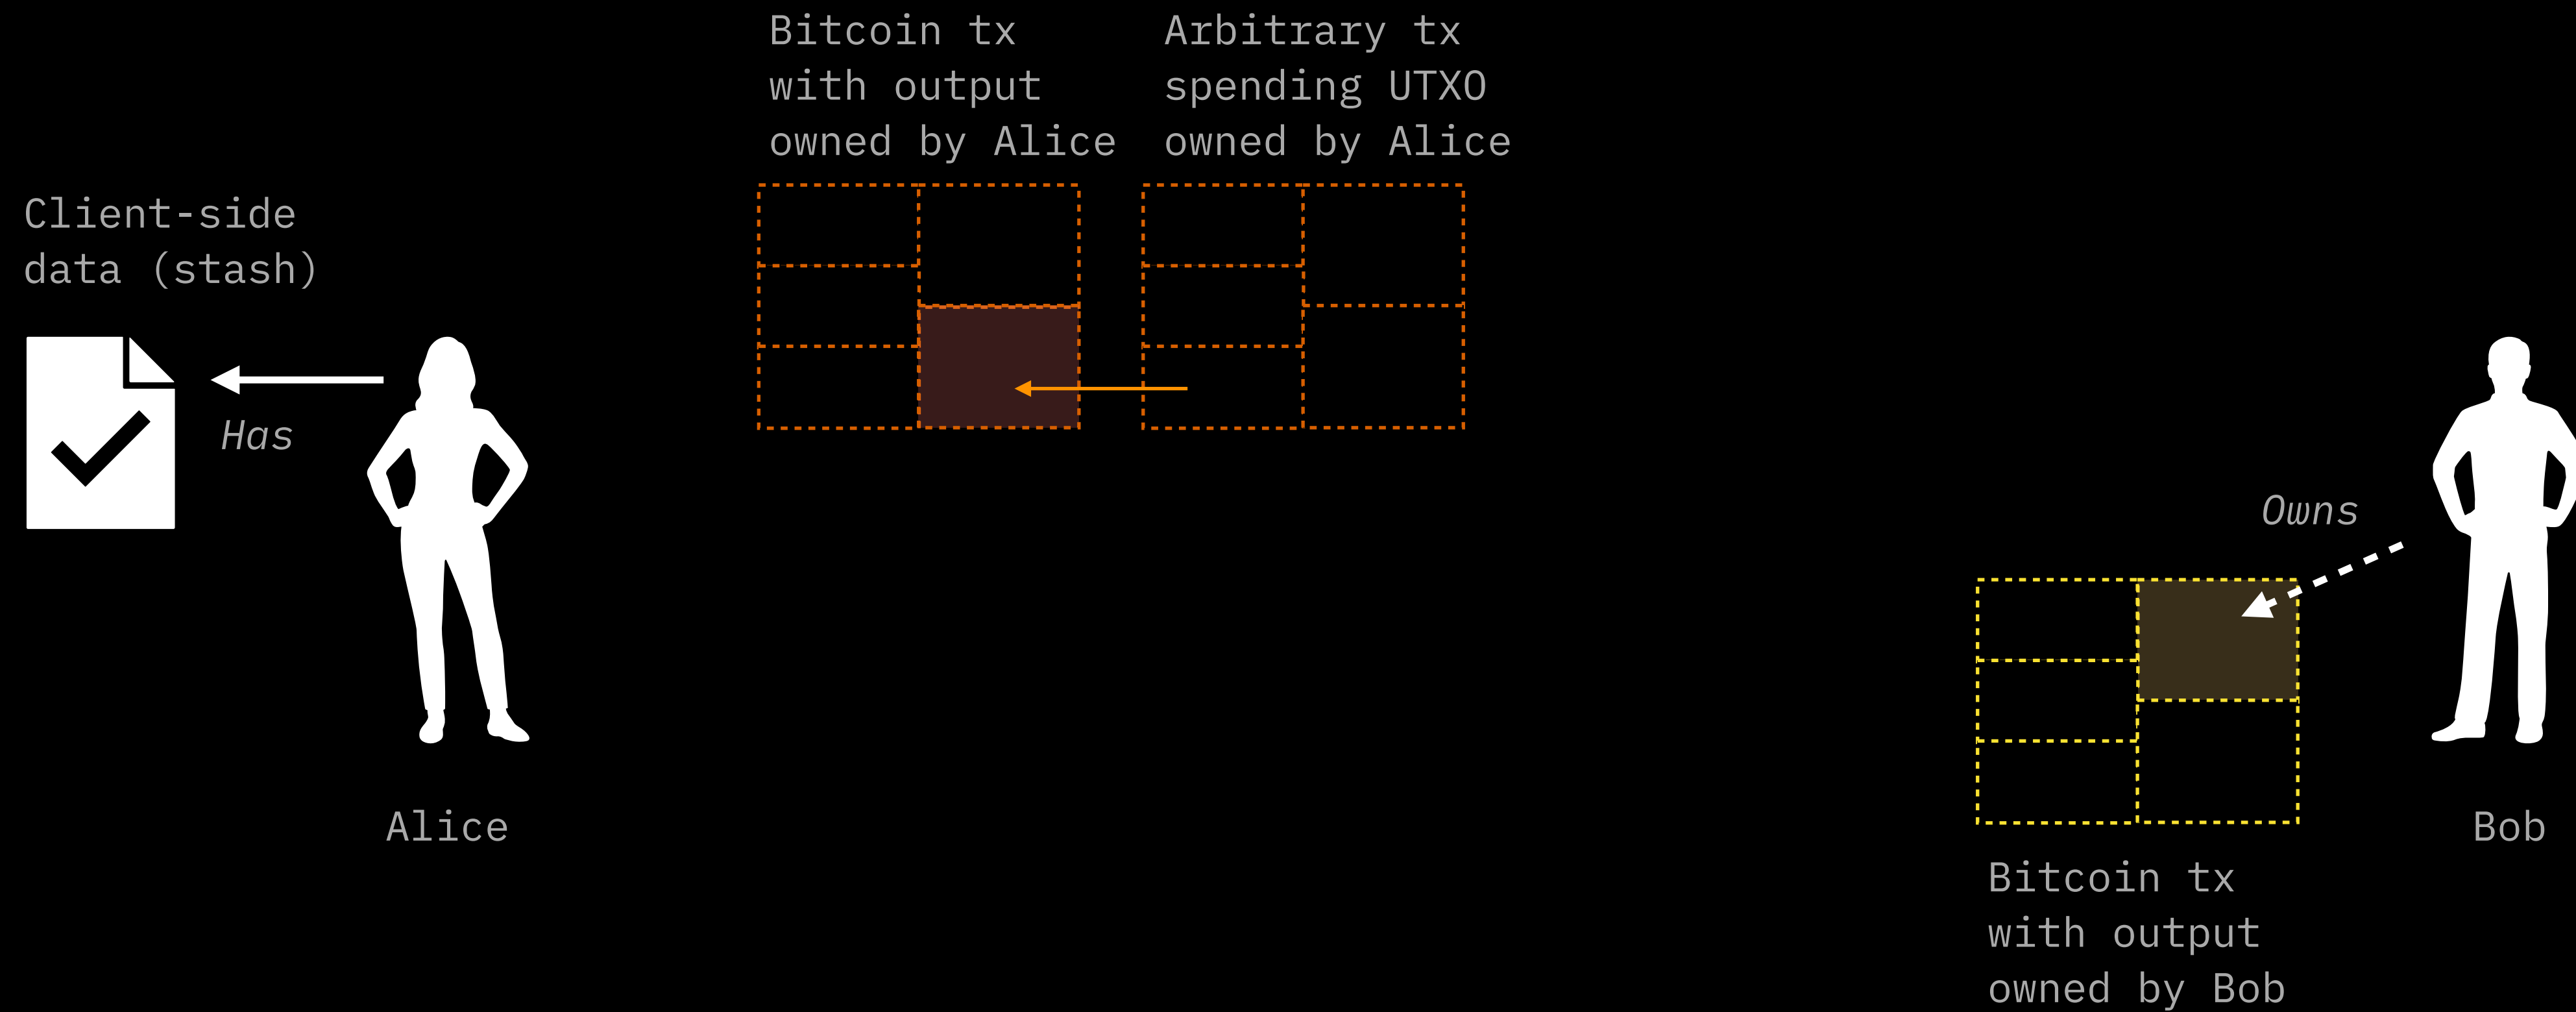 Bitcoin tx
with output
owned by Alice
Arbitrary tx
spending UTXO
owned by Alice
Client-side
data (stash)
Has
Alice
Owns
Bob
Bitcoin tx
with output
owned by Bob